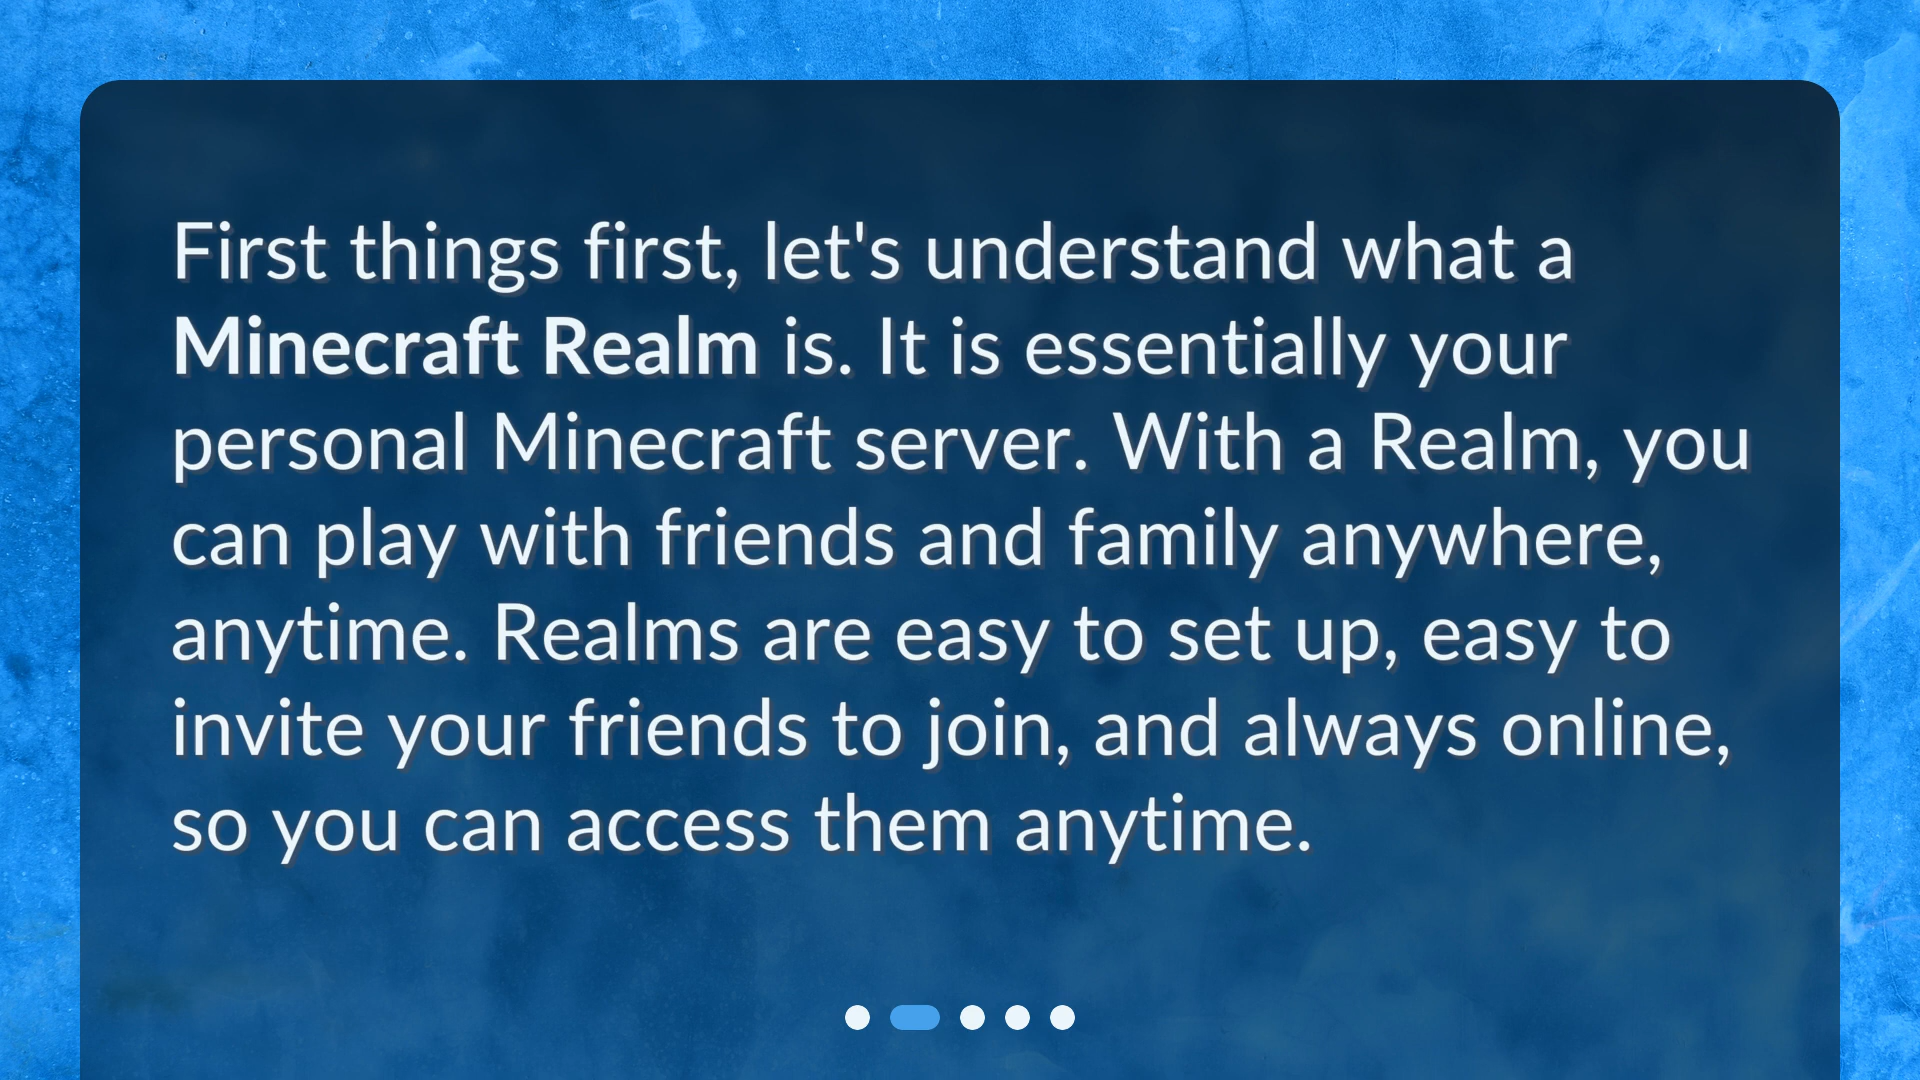 First things first, let's understand what a
Minecraft Realm is. It is essentially your
personal Minecraft server. With a Realm, you
can play with friends and family anywhere,
anytime. Realms are easy to set up, easy to
invite your friends to join, and always online,
so you can access them anytime.